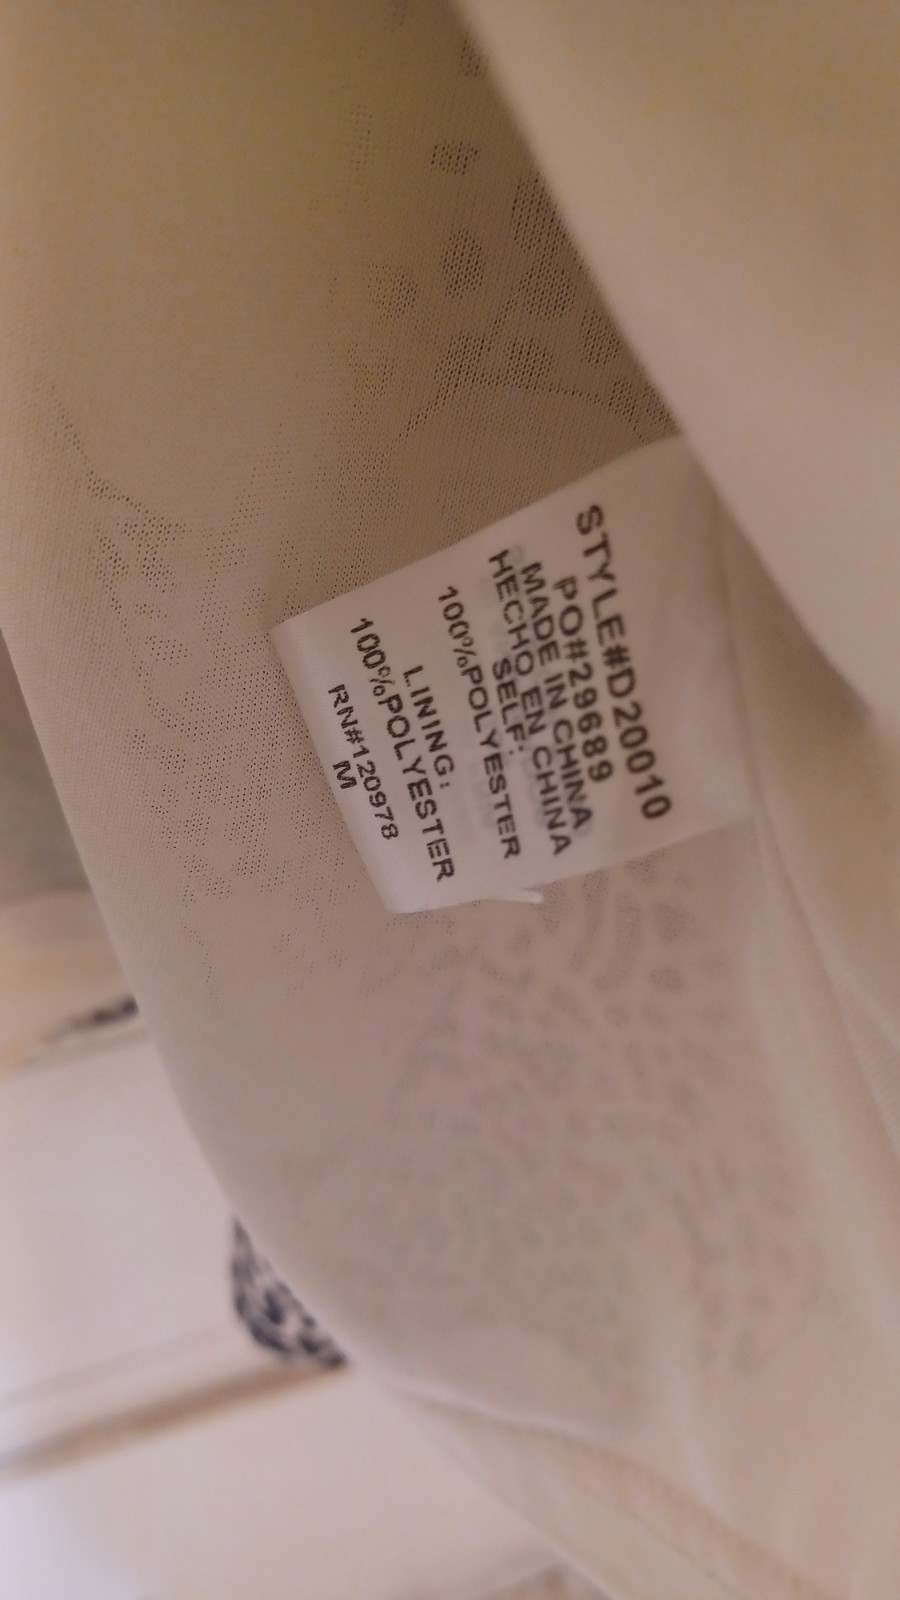 STYLE#D20010
PO#29689
MADE IN CHINA
HECHO EN CHINA
SELF:
100%POLYESTER
LINING:
100%POLYESTER
RN#120978
M